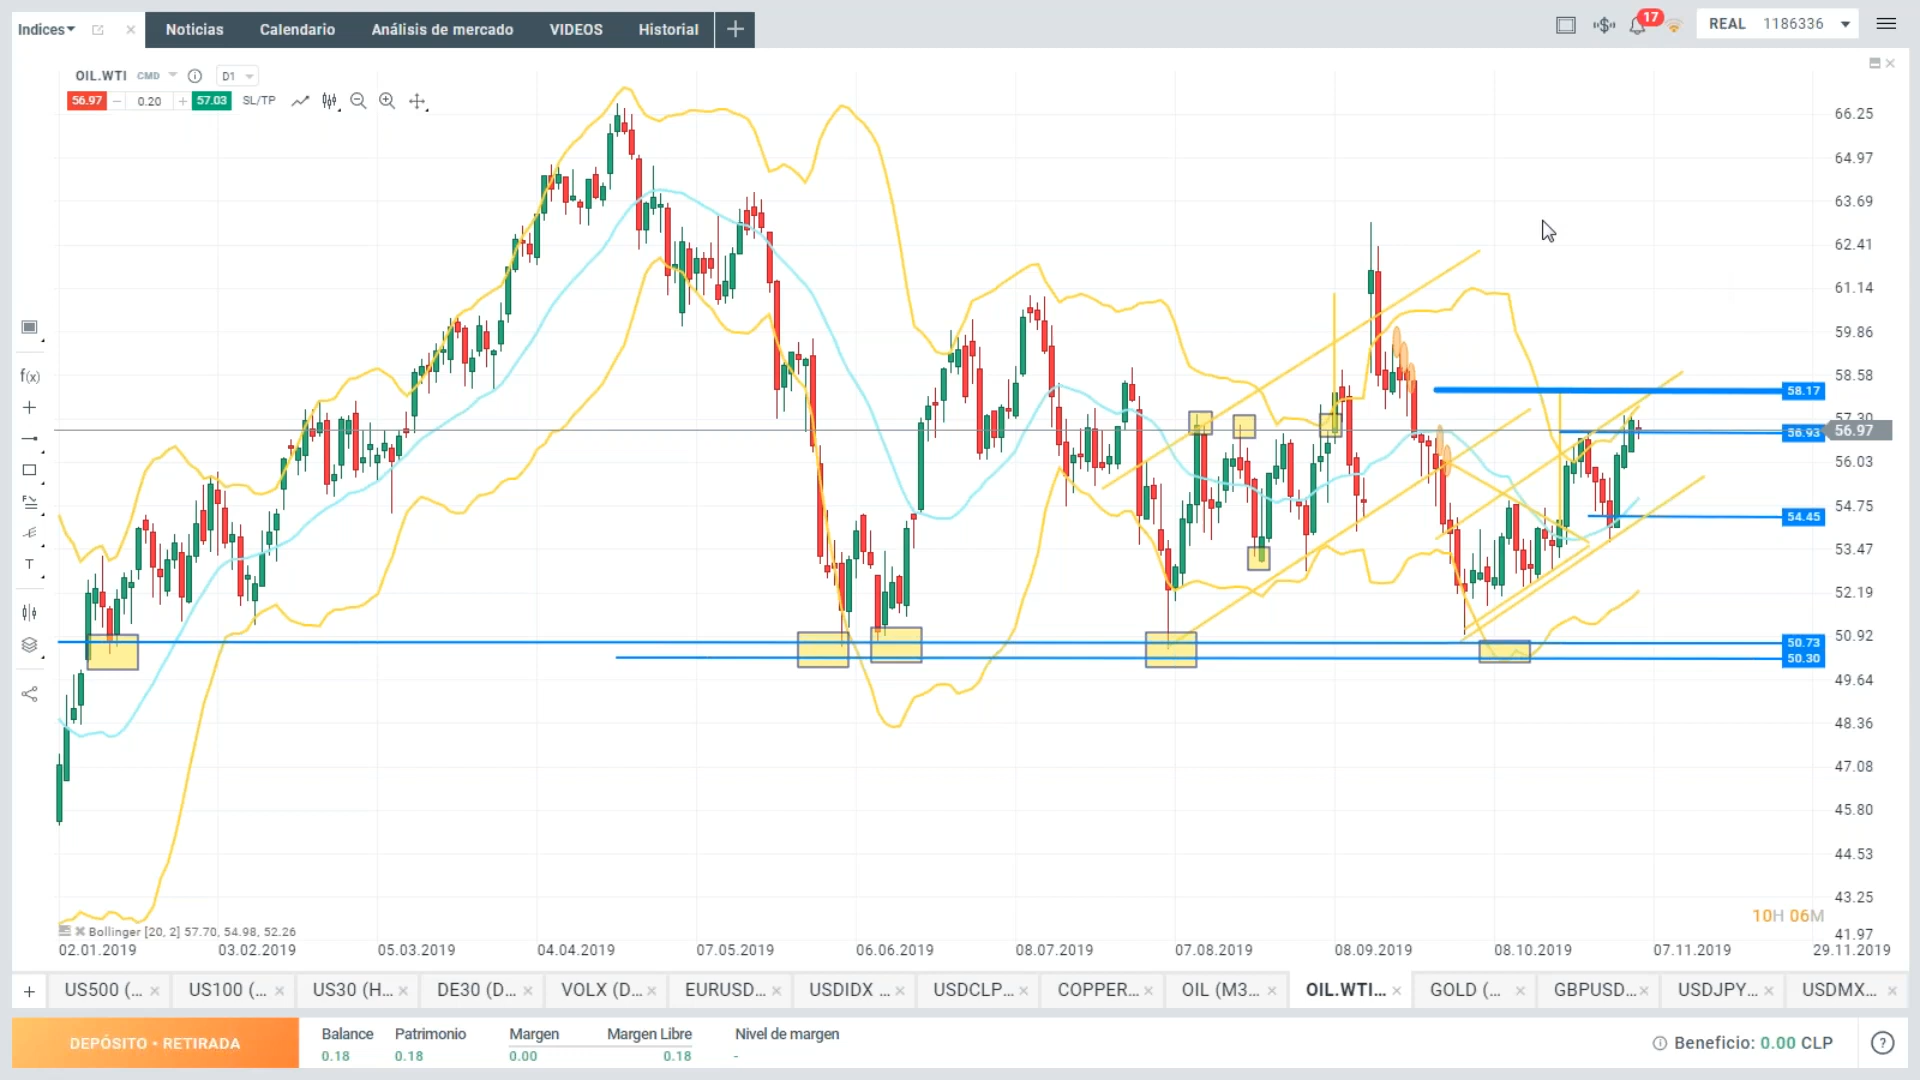 Indices
Noticias
Calendario
Análisis de mercado
VIDEOS
Historial
17
REAL 1186336
OIL.WTI CMD D1
56.97 − 0.20 + 57.03 SL/TP
66.25
64.97
63.69
62.41
61.14
59.86
58.58
58.17
57.30
56.93
56.97
56.03
54.75
54.45
53.47
52.19
50.92
50.73
50.30
49.64
48.36
47.08
45.80
44.53
43.25
41.97
f(x)
T
10H 06M
Bollinger [20, 2] 57.70, 54.98, 52.26
02.01.2019 03.02.2019 05.03.2019 04.04.2019 07.05.2019 06.06.2019 08.07.2019 07.08.2019 08.09.2019 08.10.2019 07.11.2019 29.11.2019
+ US500 (... US100 (... US30 (H... DE30 (D... VOLX (D... EURUSD... USDIDX ... USDCLP... COPPER... OIL (M3... OIL.WTI... GOLD (... GBPUSD... USDJPY... USDMX...
DEPÓSITO • RETIRADA
Balance Patrimonio Margen Margen Libre Nivel de margen
0.18 0.18 0.00 0.18 -
Beneficio: 0.00 CLP
?